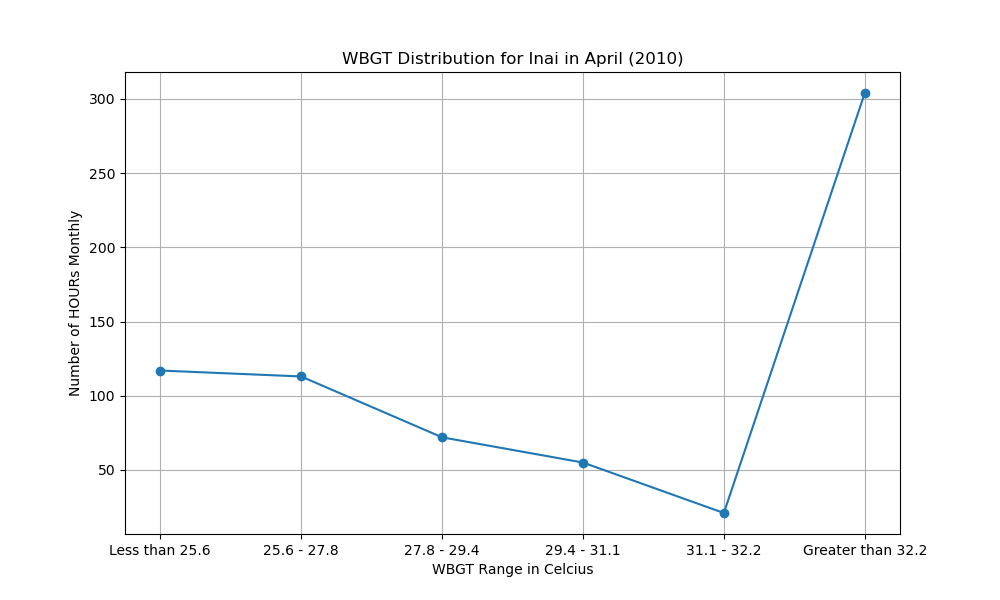 WBGT Distribution for Inai in April (2010)
Number of HOURs Monthly
300
250
200
150
100
50
Less than 25.6
25.6 - 27.8
27.8 - 29.4
29.4 - 31.1
31.1 - 32.2
Greater than 32.2
WBGT Range in Celcius